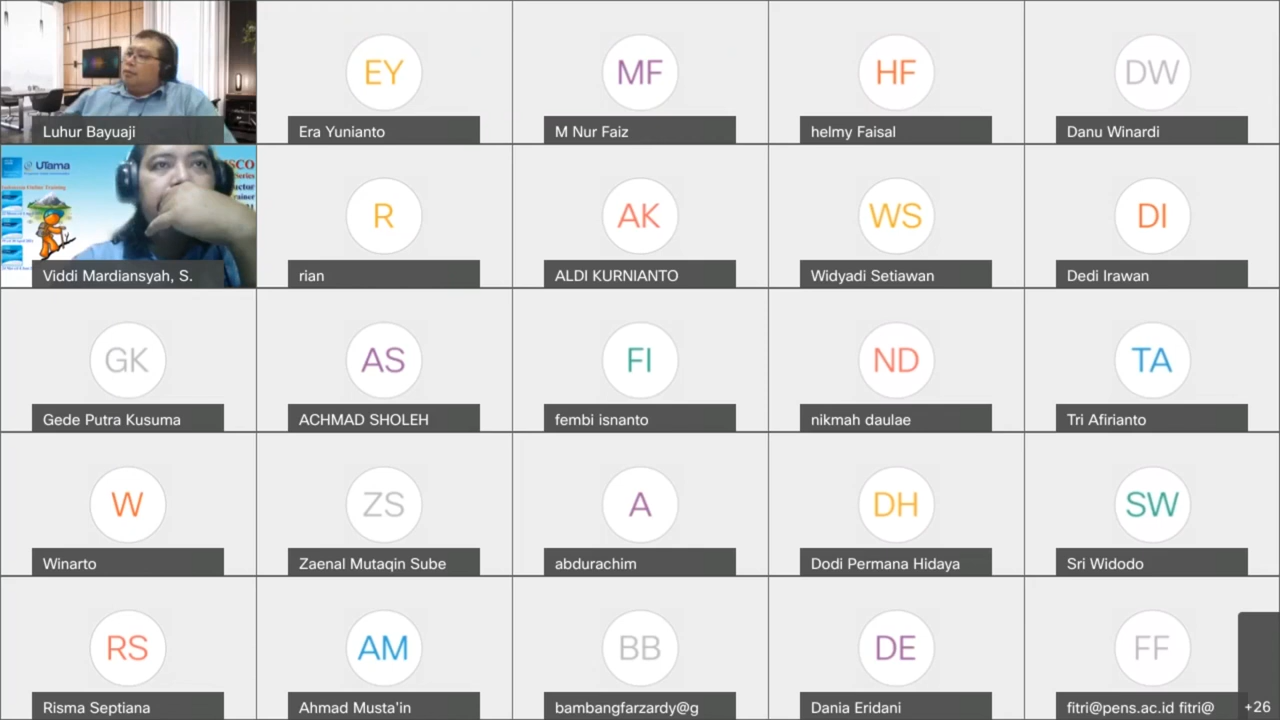 Luhur Bayuaji
EY
Era Yunianto
MF
M Nur Faiz
HF
helmy Faisal
DW
Danu Winardi
UTama
ISCO
Series
Viddi Mardiansyah, S.
R
rian
AK
ALDI KURNIANTO
WS
Widyadi Setiawan
DI
Dedi Irawan
GK
Gede Putra Kusuma
AS
ACHMAD SHOLEH
FI
fembi isnanto
ND
nikmah daulae
TA
Tri Afirianto
W
Winarto
ZS
Zaenal Mutaqin Sube
A
abdurachim
DH
Dodi Permana Hidaya
SW
Sri Widodo
RS
Risma Septiana
AM
Ahmad Musta'in
BB
bambangfarzardy@g
DE
Dania Eridani
FF
fitri@pens.ac.id fitri@
+26